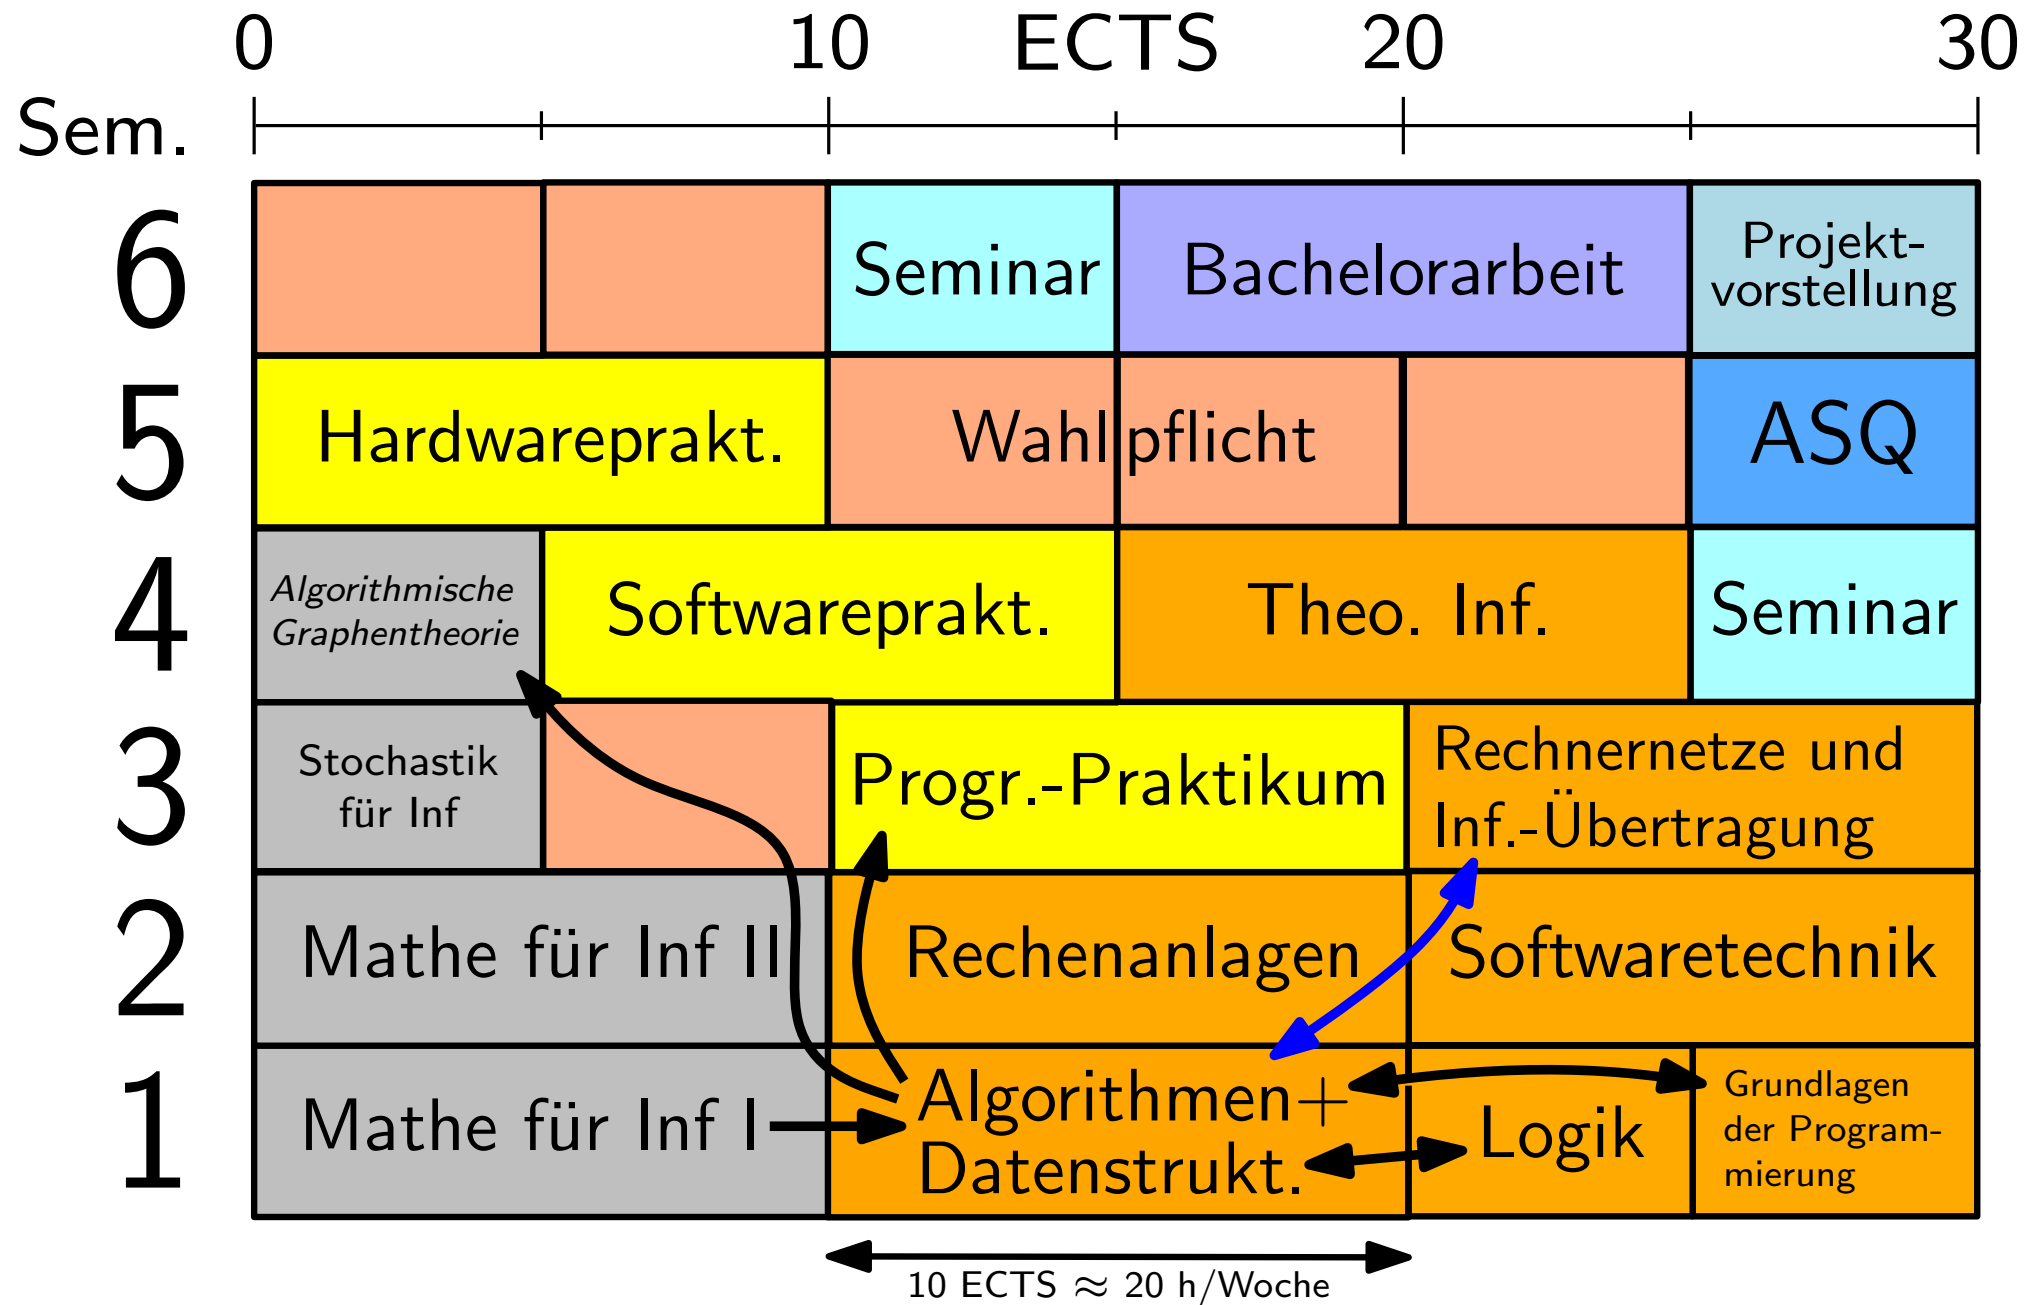 0 10 ECTS 20 30
Sem.
6 Seminar Bachelorarbeit Projekt-
vorstellung
5 Hardwareprakt. Wahlpflicht ASQ
4 Algorithmische
Graphentheorie
Softwareprakt. Theo. Inf. Seminar
3 Stochastik
für Inf
Progr.-Praktikum
Rechnernetze und
Inf.-Übertragung
2 Mathe für Inf II Rechenanlagen Softwaretechnik
1 Mathe für Inf I
Algorithmen+
Datenstrukt.
Logik
Grundlagen
der Program-
mierung
10 ECTS ≈ 20 h/Woche